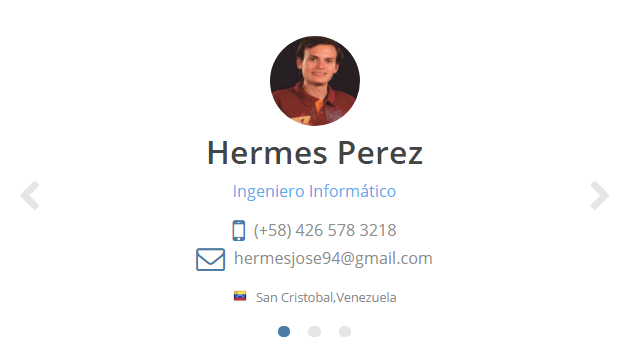 Hermes Perez
Ingeniero Informático
(+58) 426 578 3218
hermesjose94@gmail.com
San Cristobal,Venezuela